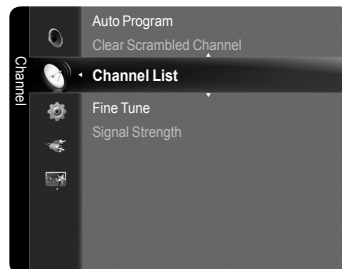 Channel
Auto Program
Clear Scrambled Channel
Channel List
Fine Tune
Signal Strength